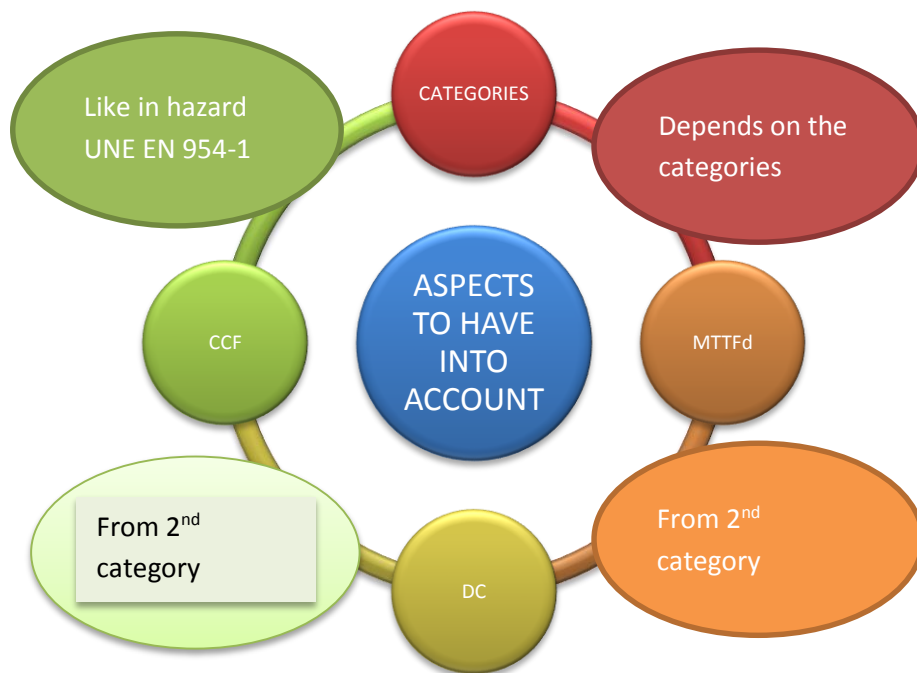 CATEGORIES
Like in hazard
UNE EN 954-1
Depends on the
categories
ASPECTS
TO HAVE
INTO
ACCOUNT
CCF
MTTFd
From 2nd
category
From 2nd
category
DC